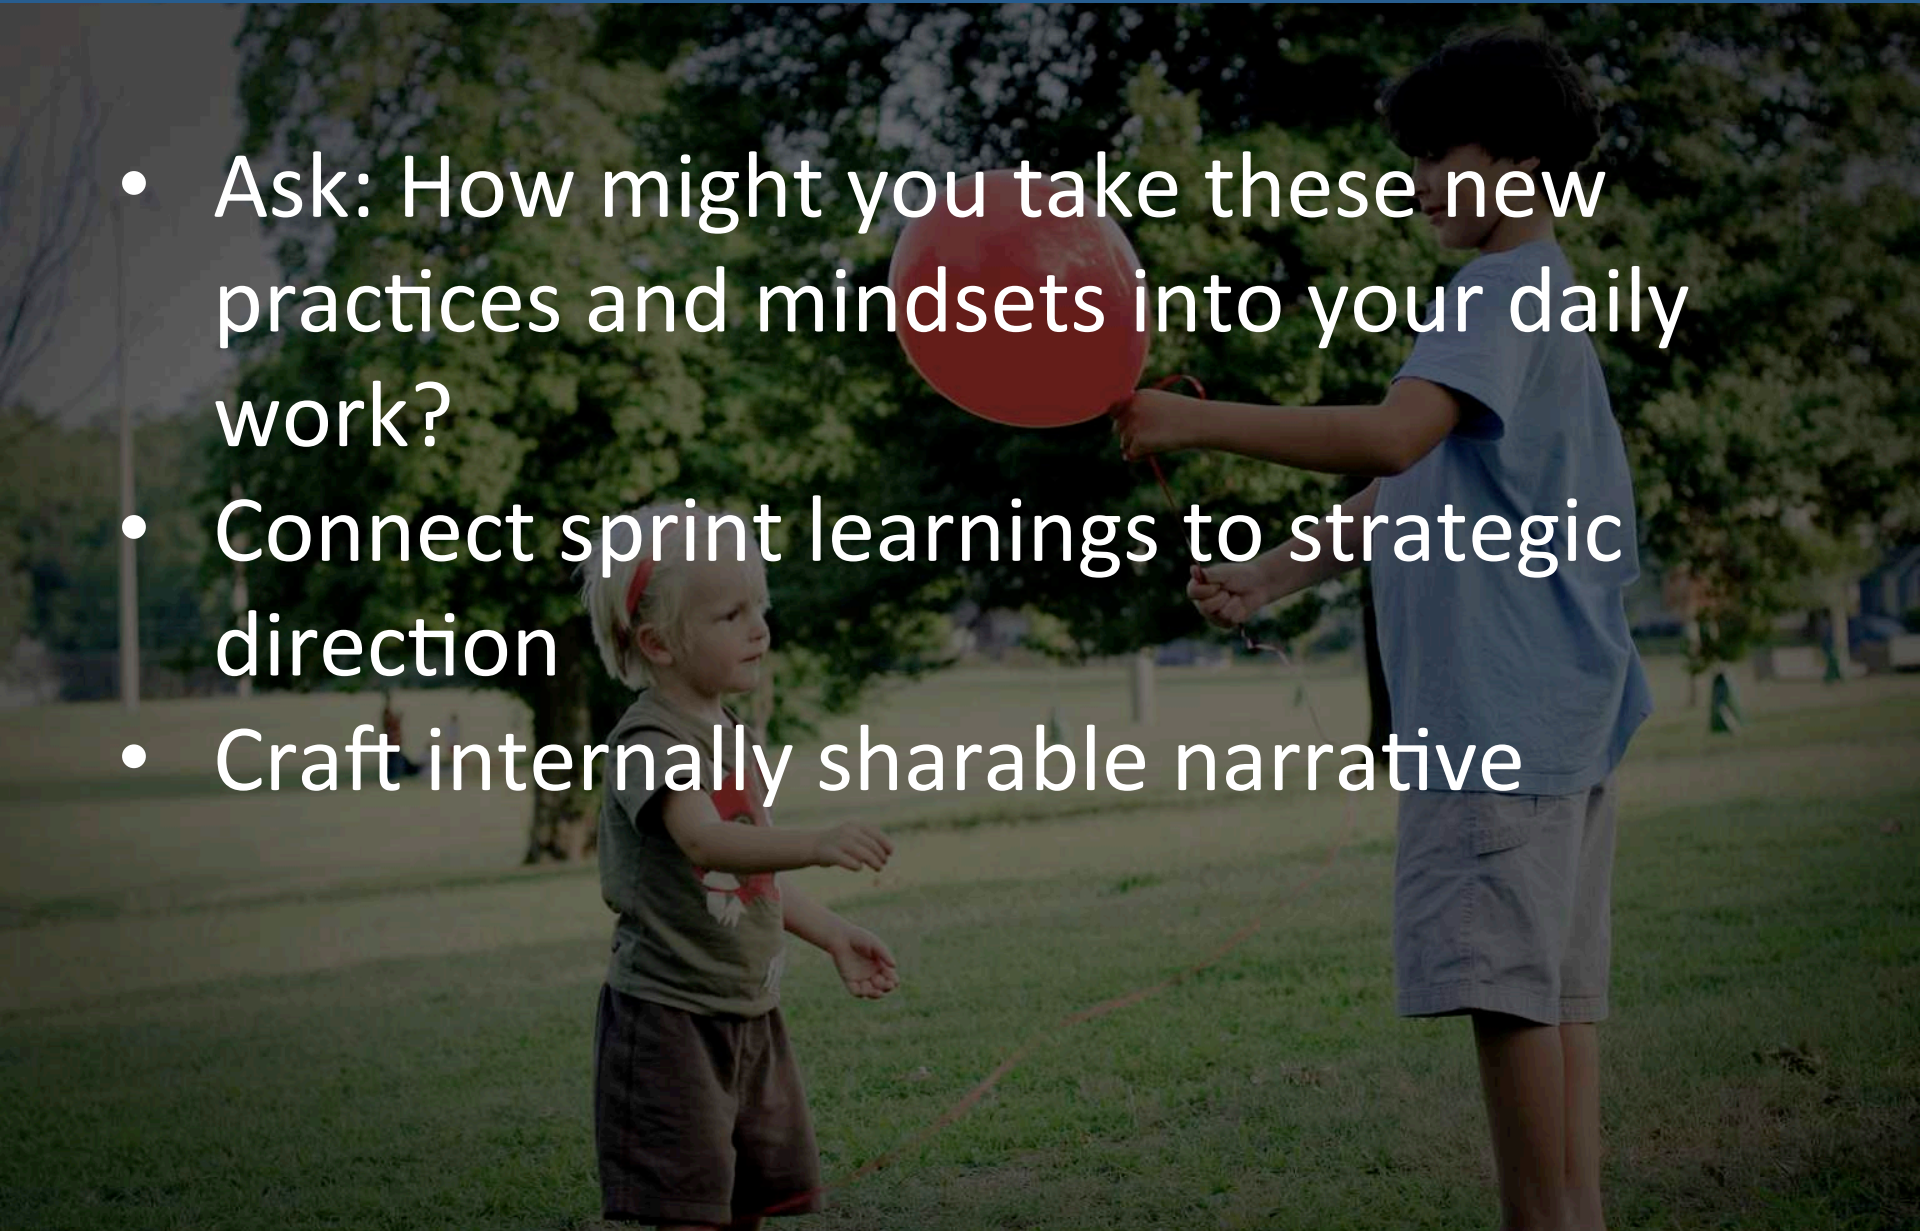 • Ask: How might you take these new
practices and mindsets into your daily
work?
• Connect sprint learnings to strategic
direction
• Craft internally sharable narrative